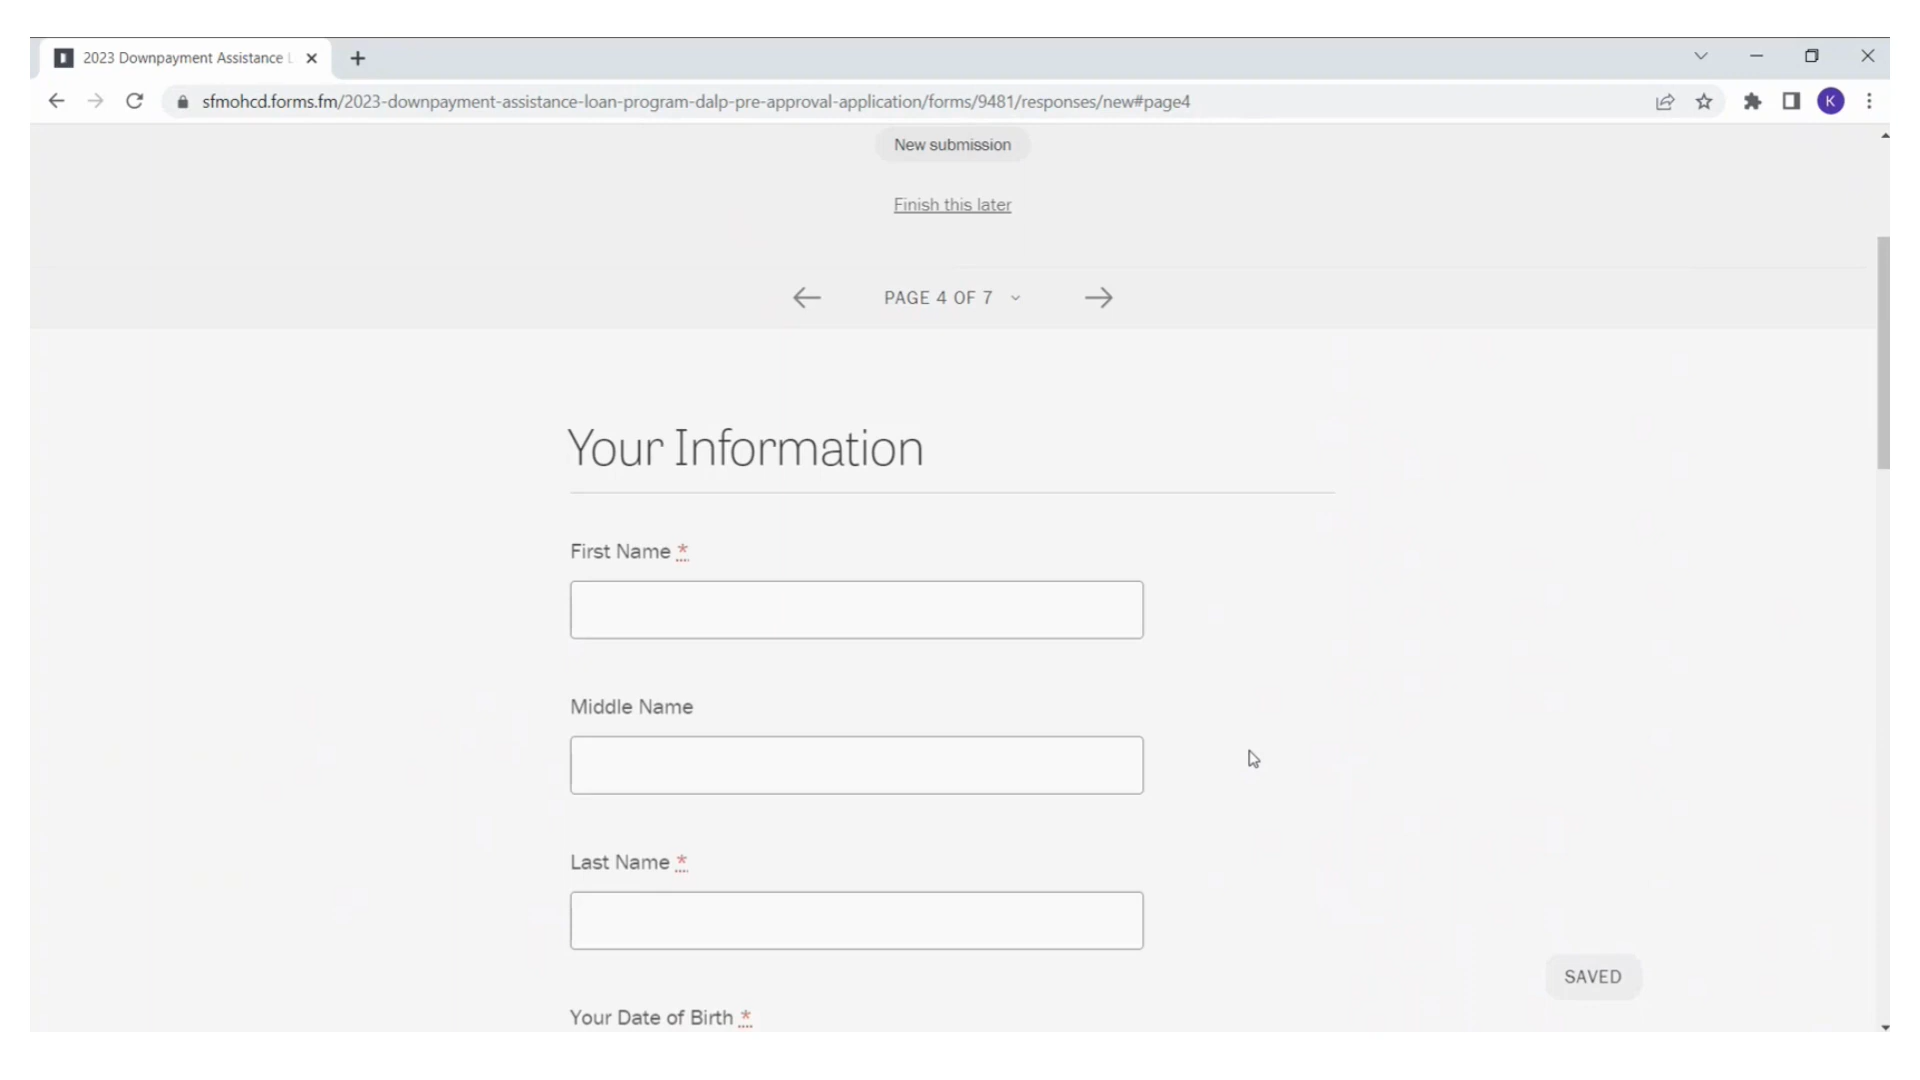 2023 Downpayment Assistance
sfmohcd.forms.fm/2023-downpayment-assistance-loan-program-dalp-pre-approval-application/forms/9481/responses/new#page4
K
New submission
Finish this later
PAGE 4 OF 7
Your Information
First Name *
Middle Name
Last Name *
SAVED
Your Date of Birth *